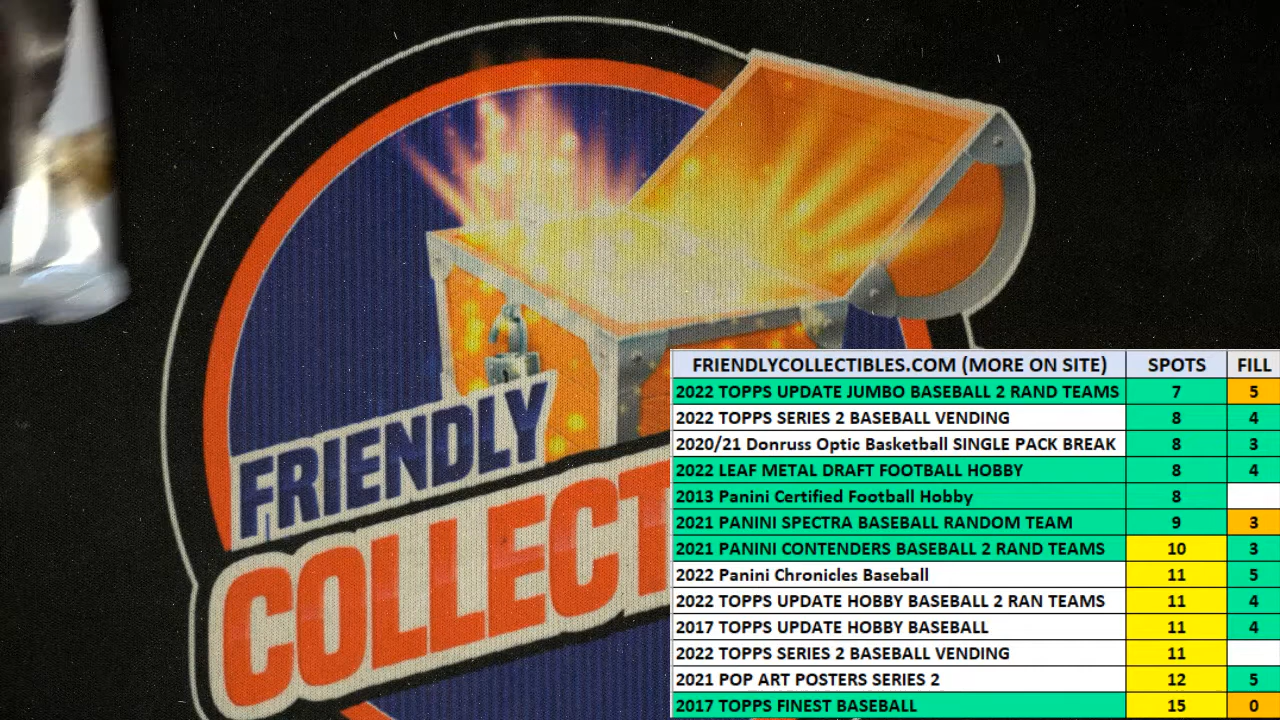 FRIENDLY
COLLECT
FRIENDLYCOLLECTIBLES.COM (MORE ON SITE) SPOTS FILL
2022 TOPPS UPDATE JUMBO BASEBALL 2 RAND TEAMS 7 5
2022 TOPPS SERIES 2 BASEBALL VENDING 8 4
2020/21 Donruss Optic Basketball SINGLE PACK BREAK 8 3
2022 LEAF METAL DRAFT FOOTBALL HOBBY 8 4
2013 Panini Certified Football Hobby 8
2021 PANINI SPECTRA BASEBALL RANDOM TEAM 9 3
2021 PANINI CONTENDERS BASEBALL 2 RAND TEAMS 10 3
2022 Panini Chronicles Baseball 11 5
2022 TOPPS UPDATE HOBBY BASEBALL 2 RAN TEAMS 11 4
2017 TOPPS UPDATE HOBBY BASEBALL 11 4
2022 TOPPS SERIES 2 BASEBALL VENDING 11
2021 POP ART POSTERS SERIES 2 12 5
2017 TOPPS FINEST BASEBALL 15 0